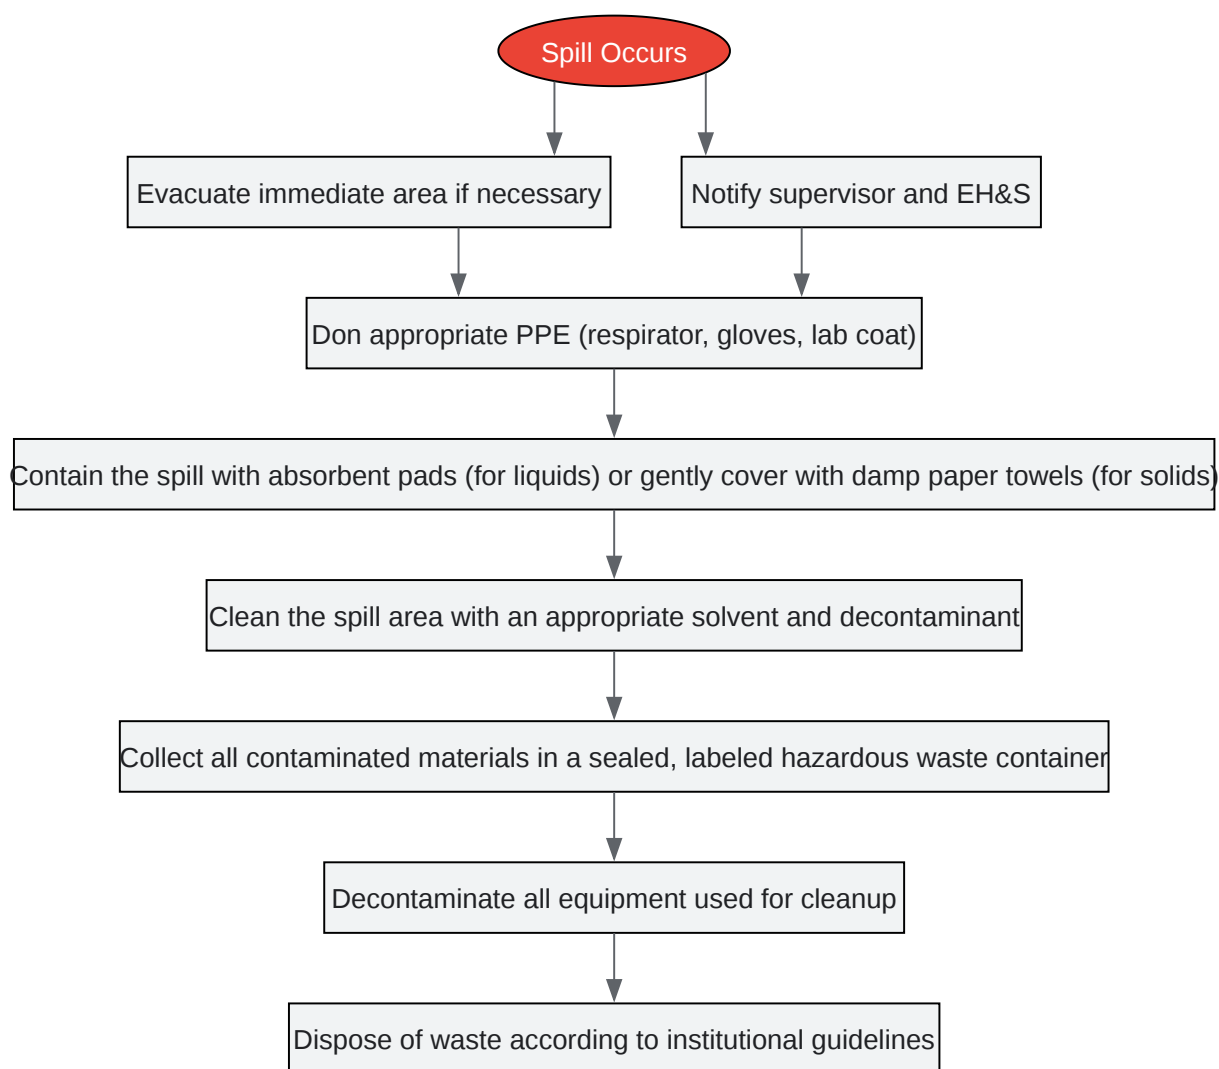 Spill Occurs
Evacuate immediate area if necessary
Notify supervisor and EH&S
Don appropriate PPE (respirator, gloves, lab coat)
Contain the spill with absorbent pads (for liquids) or gently cover with damp paper towels (for solids)
Clean the spill area with an appropriate solvent and decontaminant
Collect all contaminated materials in a sealed, labeled hazardous waste container
Decontaminate all equipment used for cleanup
Dispose of waste according to institutional guidelines